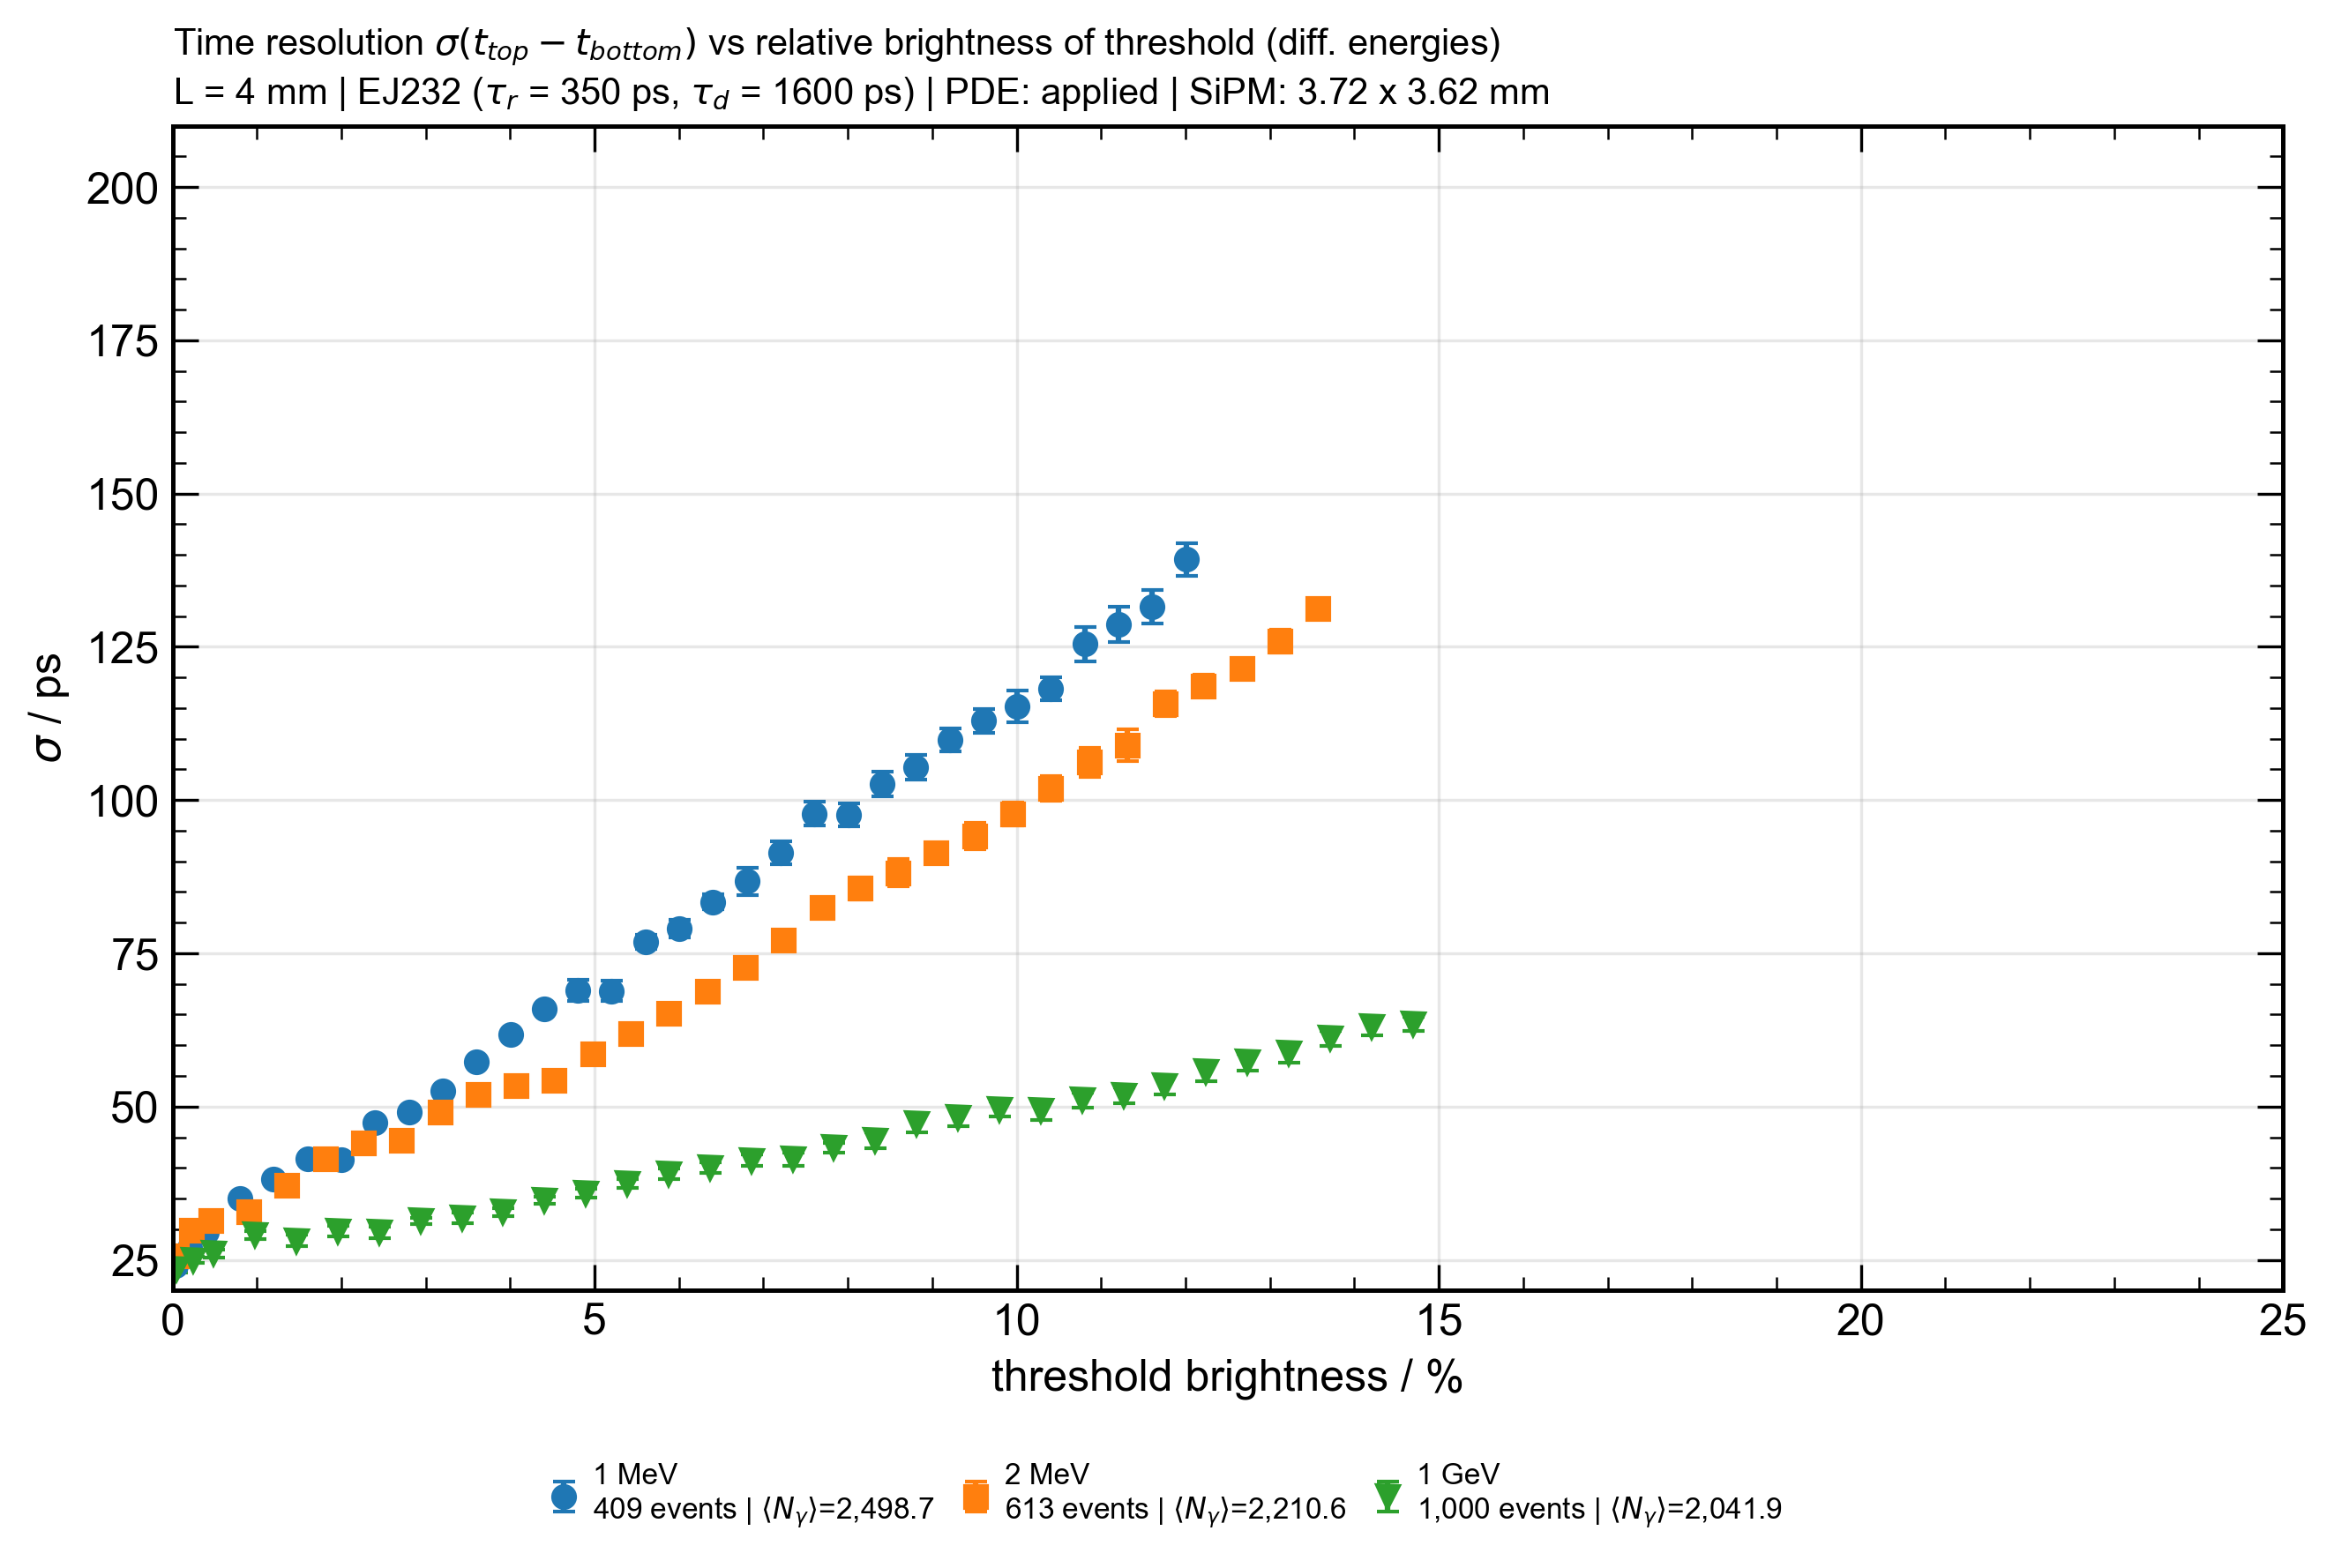 Time resolution σ(t_top − t_bottom) vs relative brightness of threshold (diff. energies)
L = 4 mm | EJ232 (τ_r = 350 ps, τ_d = 1600 ps) | PDE: applied | SiPM: 3.72 x 3.62 mm
200
175
150
125
100
75
50
25
σ / ps
0 5 10 15 20 25
threshold brightness / %
1 MeV
409 events | ⟨N_γ⟩=2,498.7
2 MeV
613 events | ⟨N_γ⟩=2,210.6
1 GeV
1,000 events | ⟨N_γ⟩=2,041.9